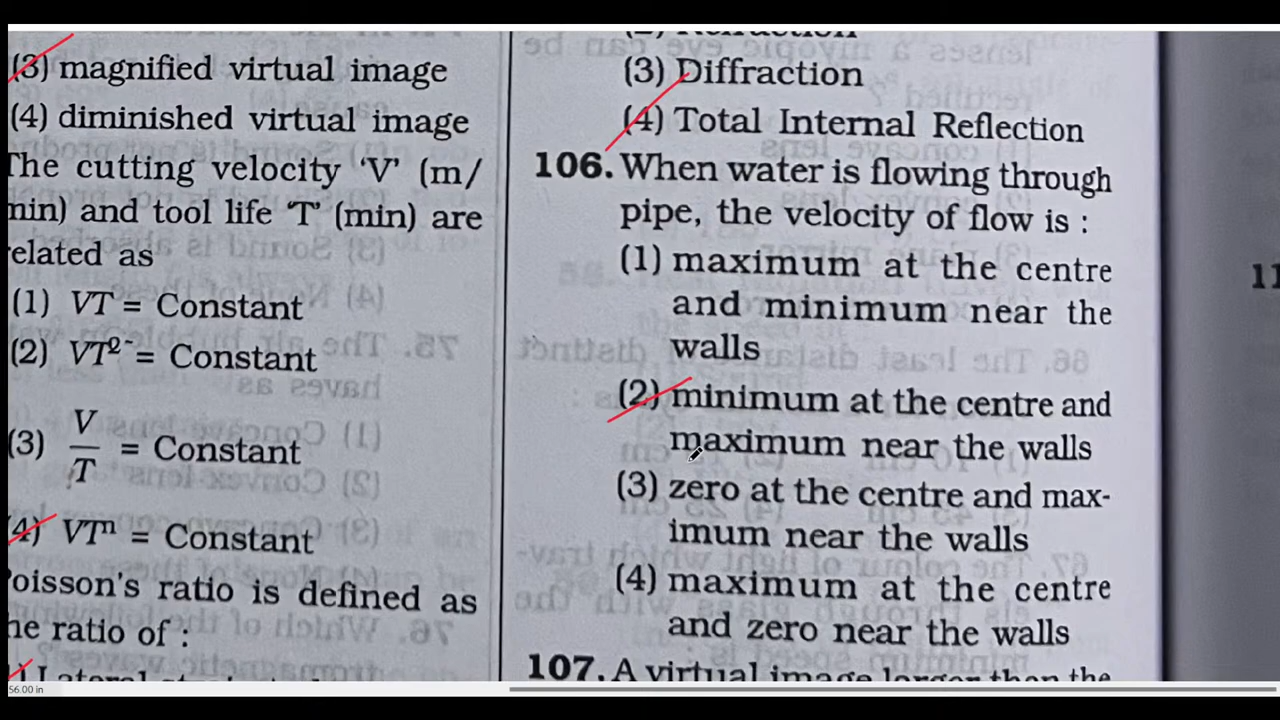 (3) magnified virtual image
(4) diminished virtual image
The cutting velocity 'V' (m/
min) and tool life 'T' (min) are
related as
(1) VT = Constant
(2) VT² = Constant
(3) V/T = Constant
(4) VTⁿ = Constant
Poisson's ratio is defined as
he ratio of :
(3) Diffraction
(4) Total Internal Reflection
106. When water is flowing through
pipe, the velocity of flow is :
(1) maximum at the centre
and minimum near the
walls
(2) minimum at the centre and
maximum near the walls
(3) zero at the centre and max-
imum near the walls
(4) maximum at the centre
and zero near the walls
107. A virtual image larger than the
11
56.00 in